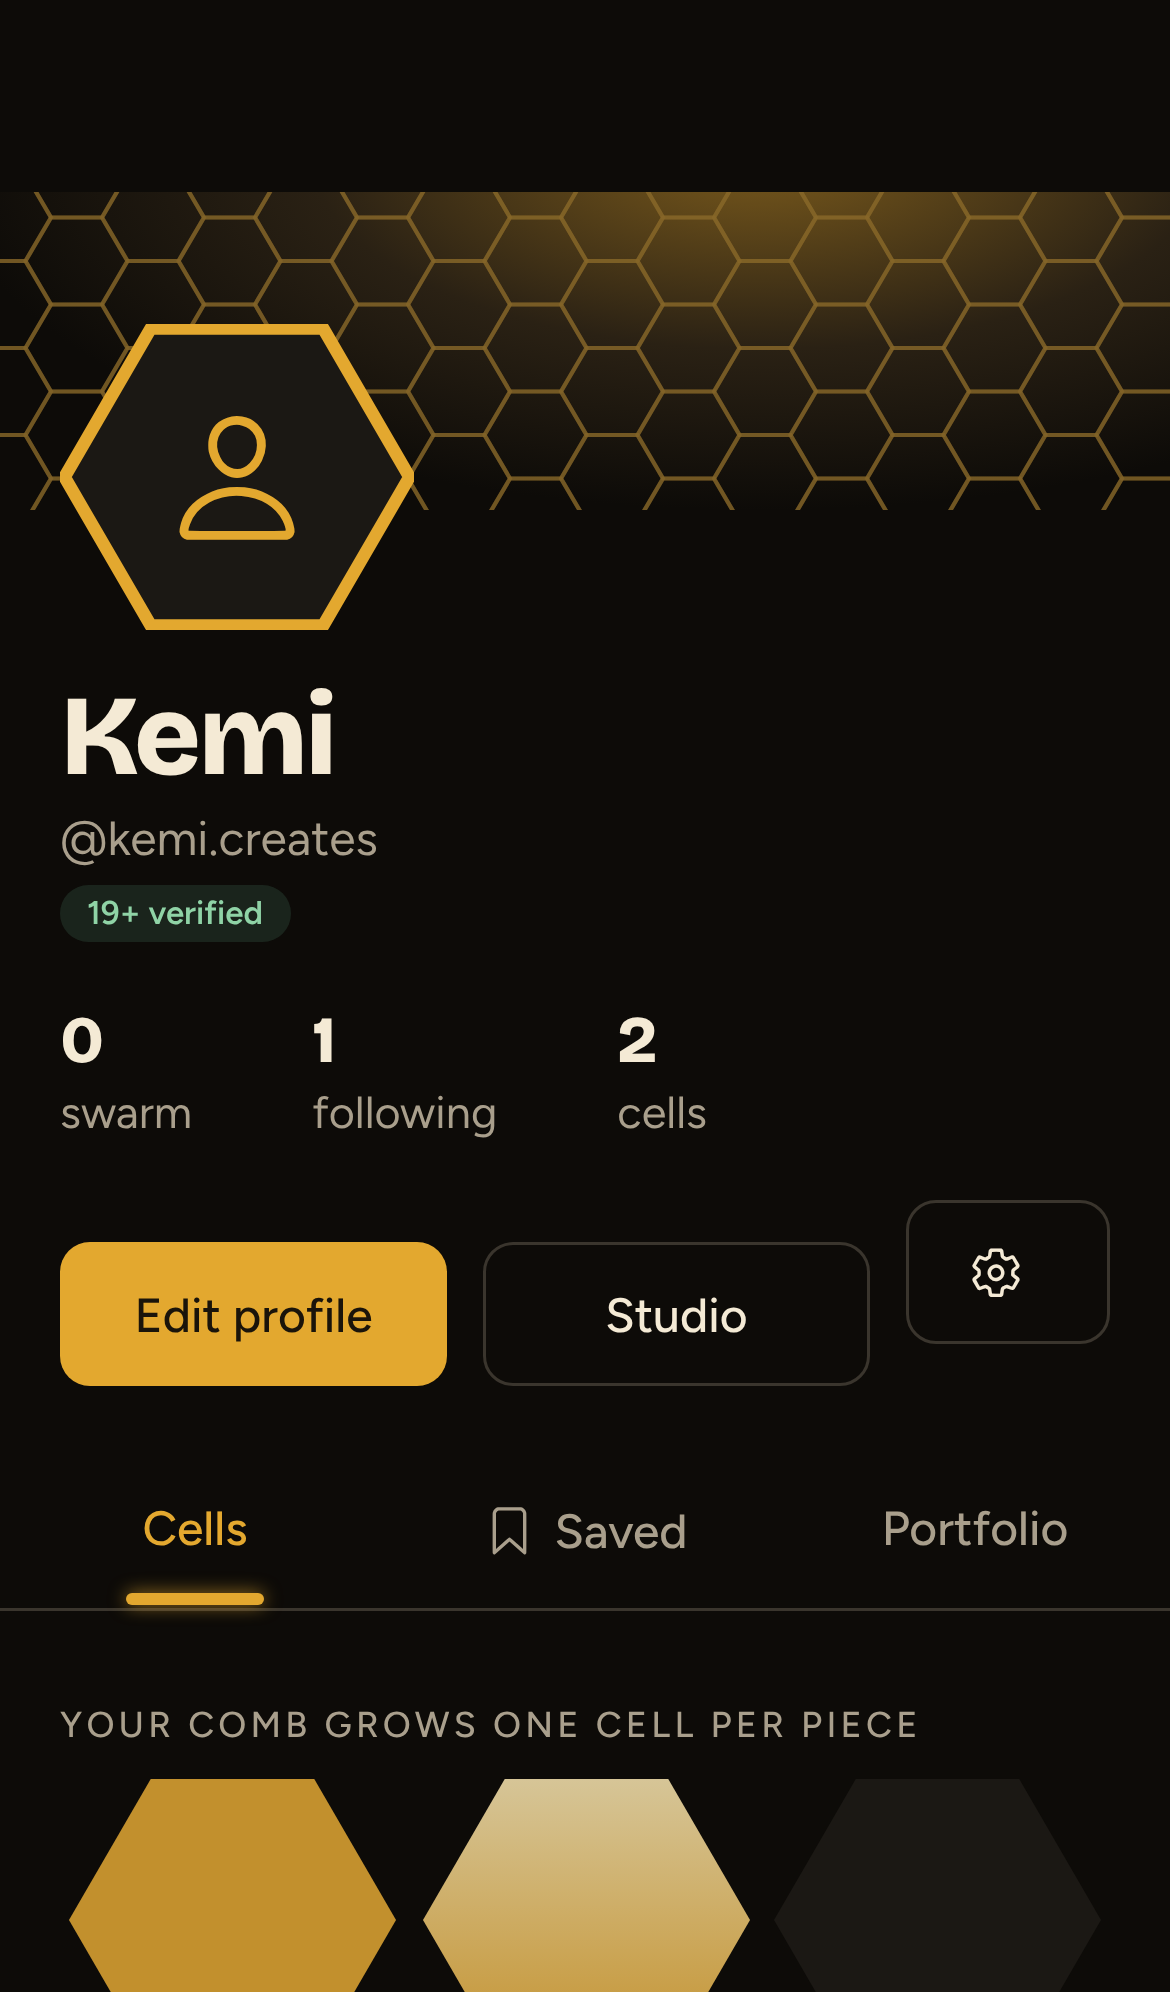 Kemi
@kemi.creates
19+ verified
0 1 2
swarm following cells
Edit profile Studio
Cells Saved Portfolio
YOUR COMB GROWS ONE CELL PER PIECE